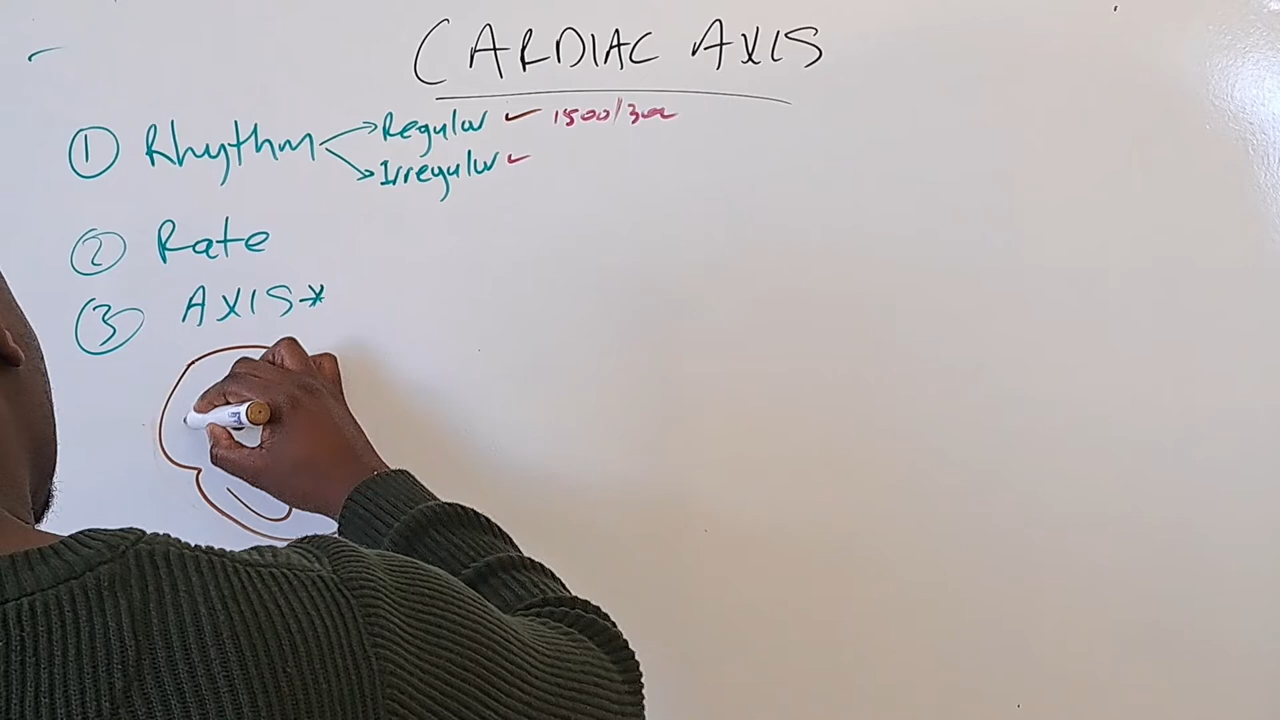 CARDIAC AXIS
① Rhythm → Regular ✓ 1500/300
→ Irregular ✓
② Rate
③ AXIS*